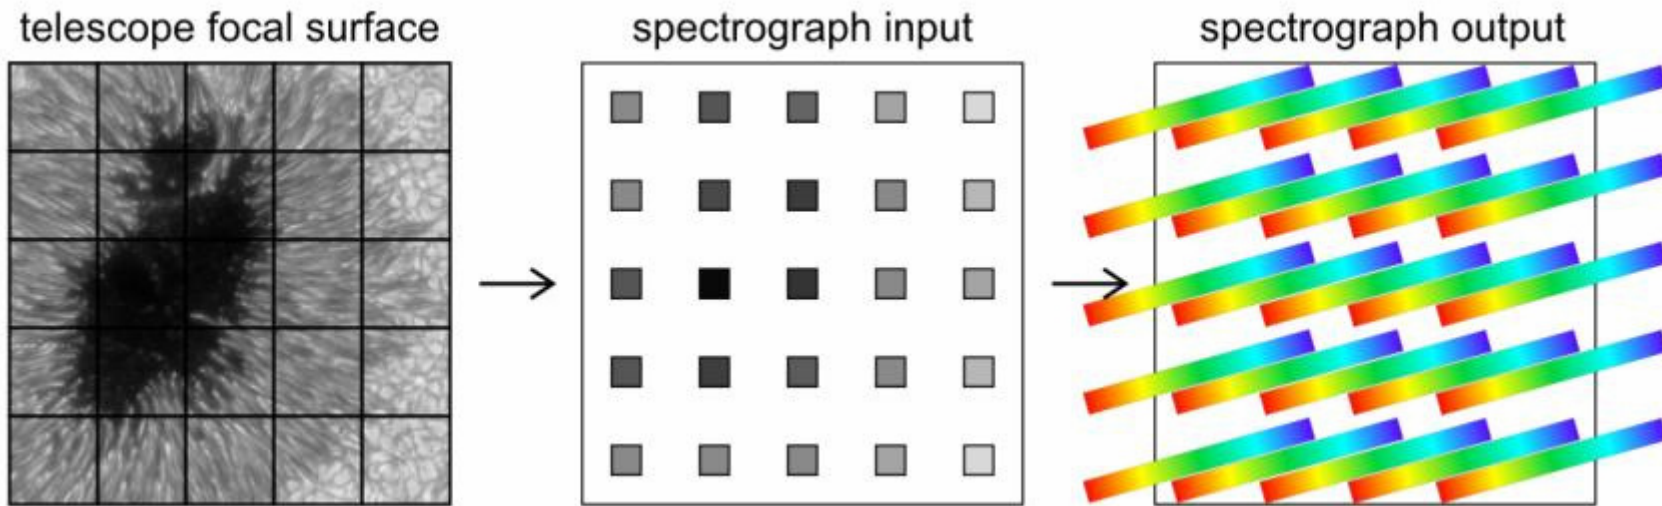 telescope focal surface
spectrograph input
spectrograph output